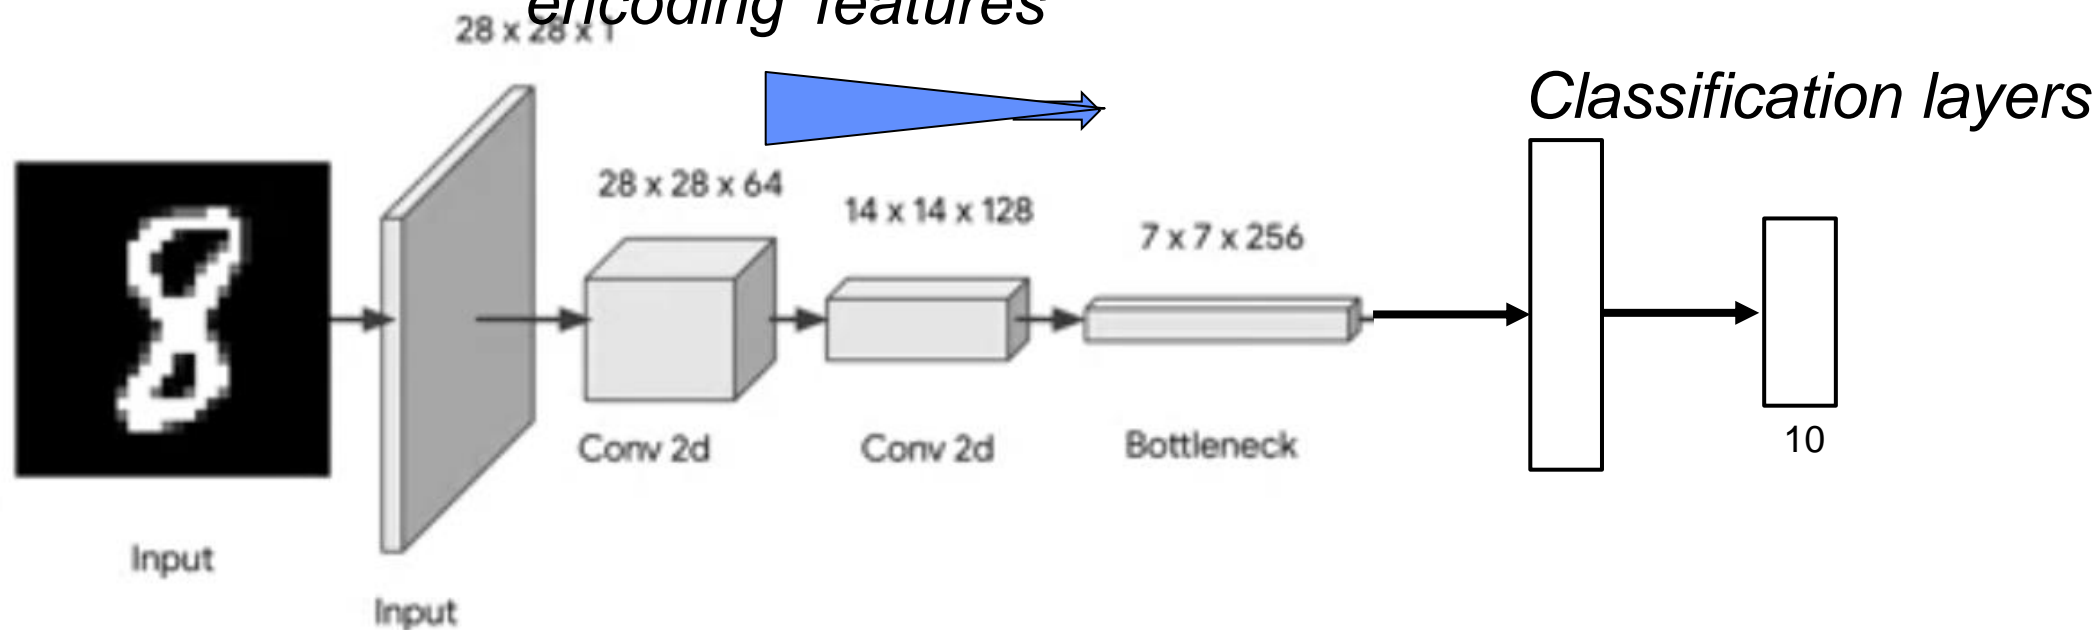 encoding features
28 x 28 x 1
Classification layers
28 x 28 x 64
14 x 14 x 128
7 x 7 x 256
Conv 2d
Conv 2d
Bottleneck
10
Input
Input